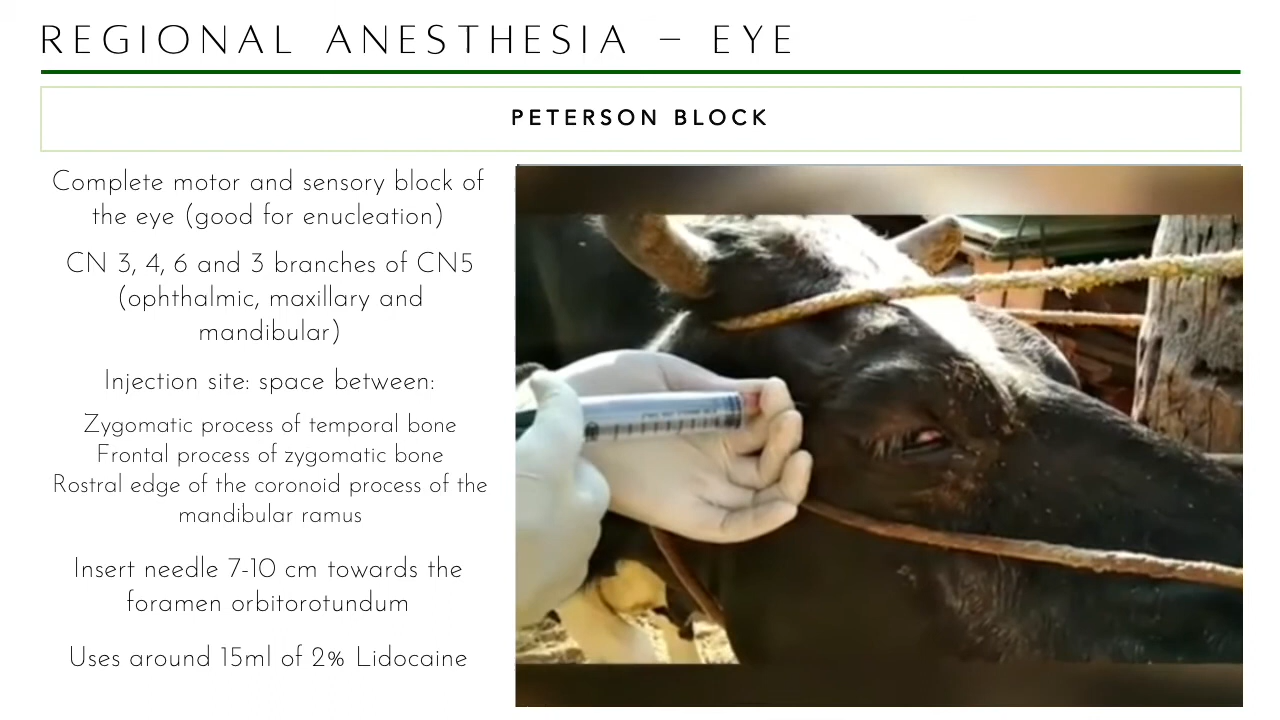 REGIONAL ANESTHESIA – EYE
PETERSON BLOCK
Complete motor and sensory block of
the eye (good for enucleation)
CN 3, 4, 6 and 3 branches of CN5
(ophthalmic, maxillary and
mandibular)
Injection site: space between:
Zygomatic process of temporal bone
Frontal process of zygomatic bone
Rostral edge of the coronoid process of the
mandibular ramus
Insert needle 7-10 cm towards the
foramen orbitorotundum
Uses around 15ml of 2% Lidocaine